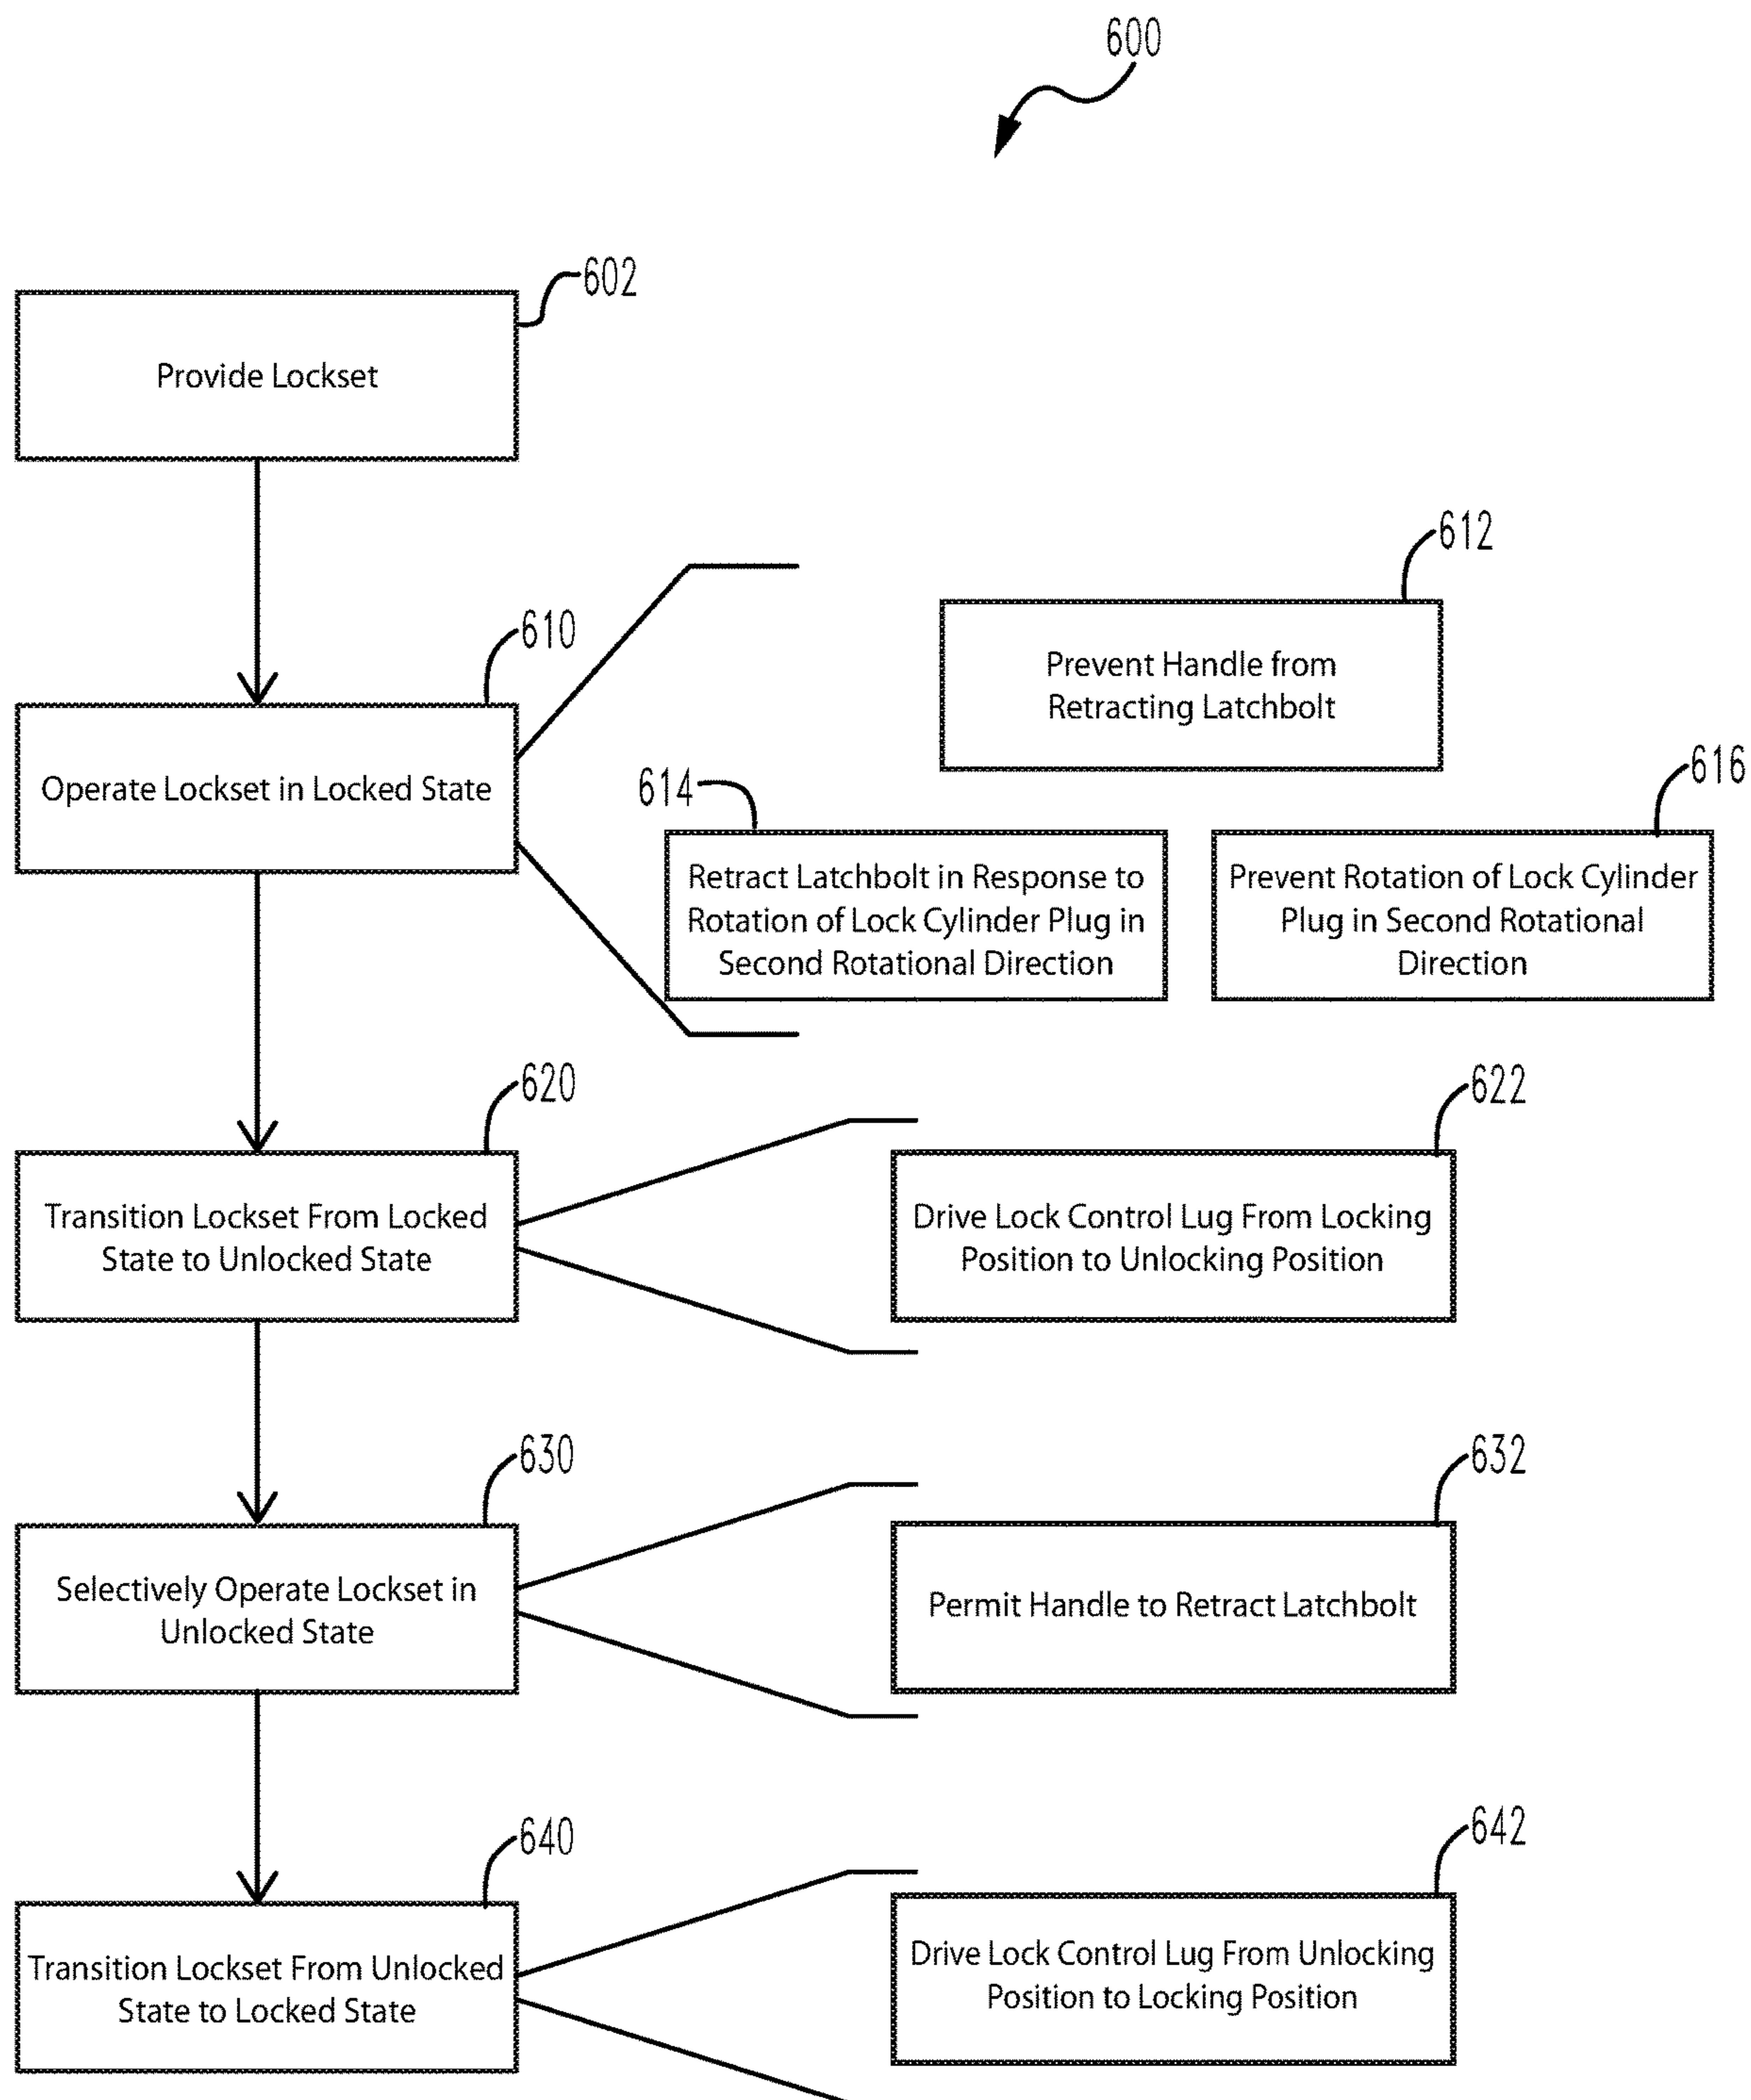 600
602
Provide Lockset
612
610
Prevent Handle from
Retracting Latchbolt
Operate Lockset in Locked State
614
616
Retract Latchbolt in Response to
Rotation of Lock Cylinder Plug in
Second Rotational Direction
Prevent Rotation of Lock Cylinder
Plug in Second Rotational
Direction
620
622
Transition Lockset From Locked
State to Unlocked State
Drive Lock Control Lug From Locking
Position to Unlocking Position
630
632
Selectively Operate Lockset in
Unlocked State
Permit Handle to Retract Latchbolt
640
642
Transition Lockset From Unlocked
State to Locked State
Drive Lock Control Lug From Unlocking
Position to Locking Position